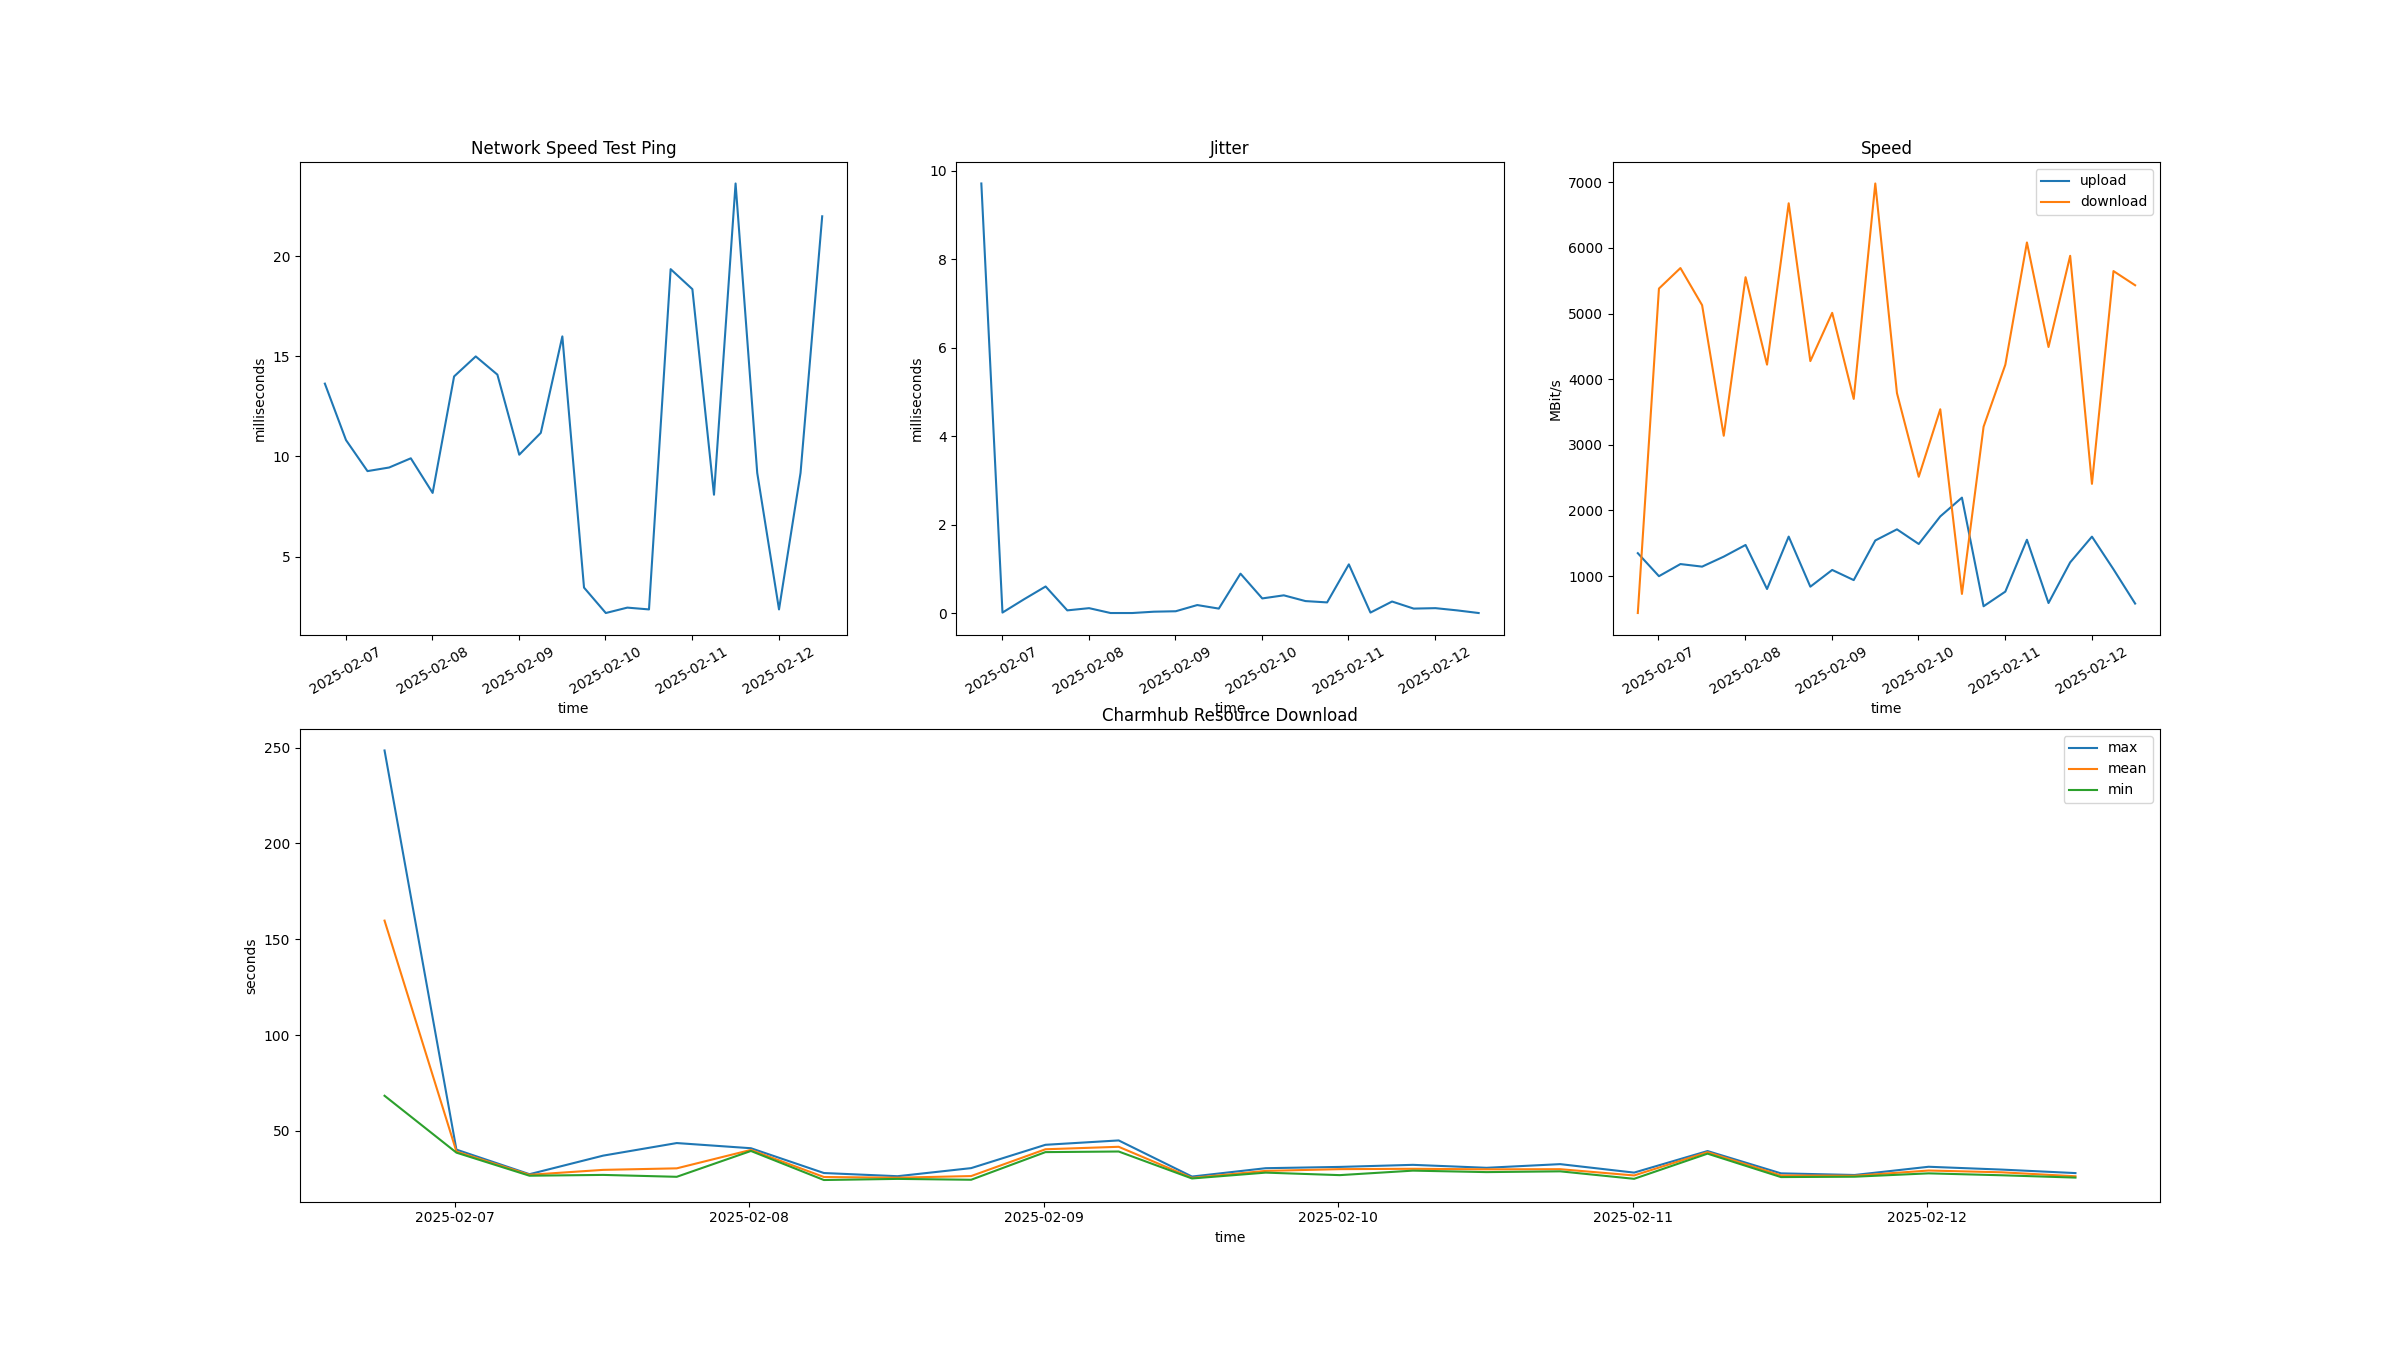 Network Speed Test Ping
milliseconds
20
15
10
5
2025-02-07
2025-02-08
2025-02-09
2025-02-10
2025-02-11
2025-02-12
time
Jitter
milliseconds
10
8
6
4
2
0
2025-02-07
2025-02-08
2025-02-09
2025-02-10
2025-02-11
2025-02-12
time
Speed
MBit/s
7000
6000
5000
4000
3000
2000
1000
upload
download
2025-02-07
2025-02-08
2025-02-09
2025-02-10
2025-02-11
2025-02-12
time
Charmhub Resource Download
seconds
250
200
150
100
50
max
mean
min
2025-02-07
2025-02-08
2025-02-09
2025-02-10
2025-02-11
2025-02-12
time